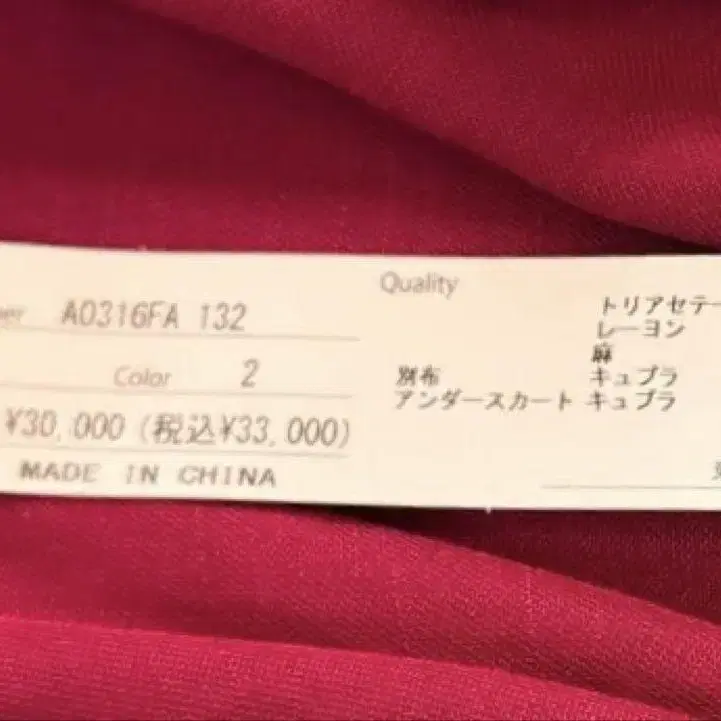 A0316FA 132
Color 2
¥30,000 (税込¥33,000)
MADE IN CHINA
Quality
トリアセテー
レーヨン
麻
別布 キュプラ
アンダースカート キュプラ